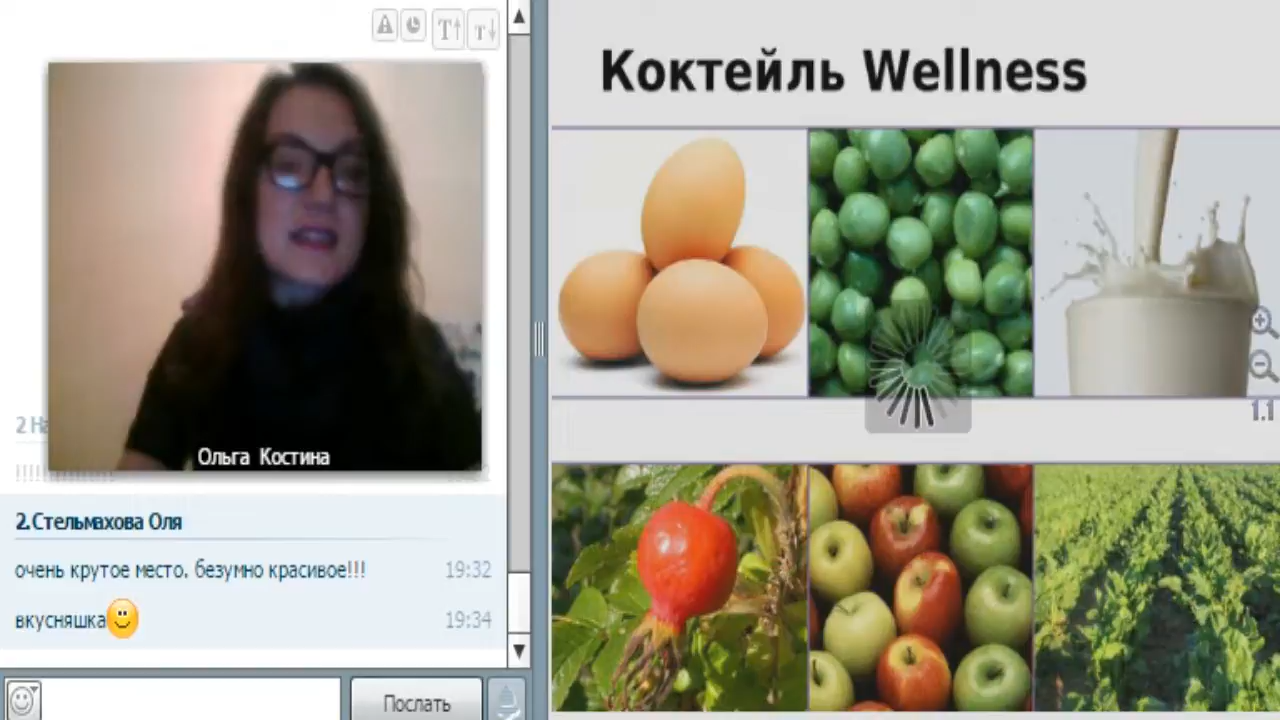 Ольга Костина
2.Стельмахова Оля
очень крутое место. безумно красивое!!! 19:32
вкусняшка 19:34
Послать
Коктейль Wellness
1.1